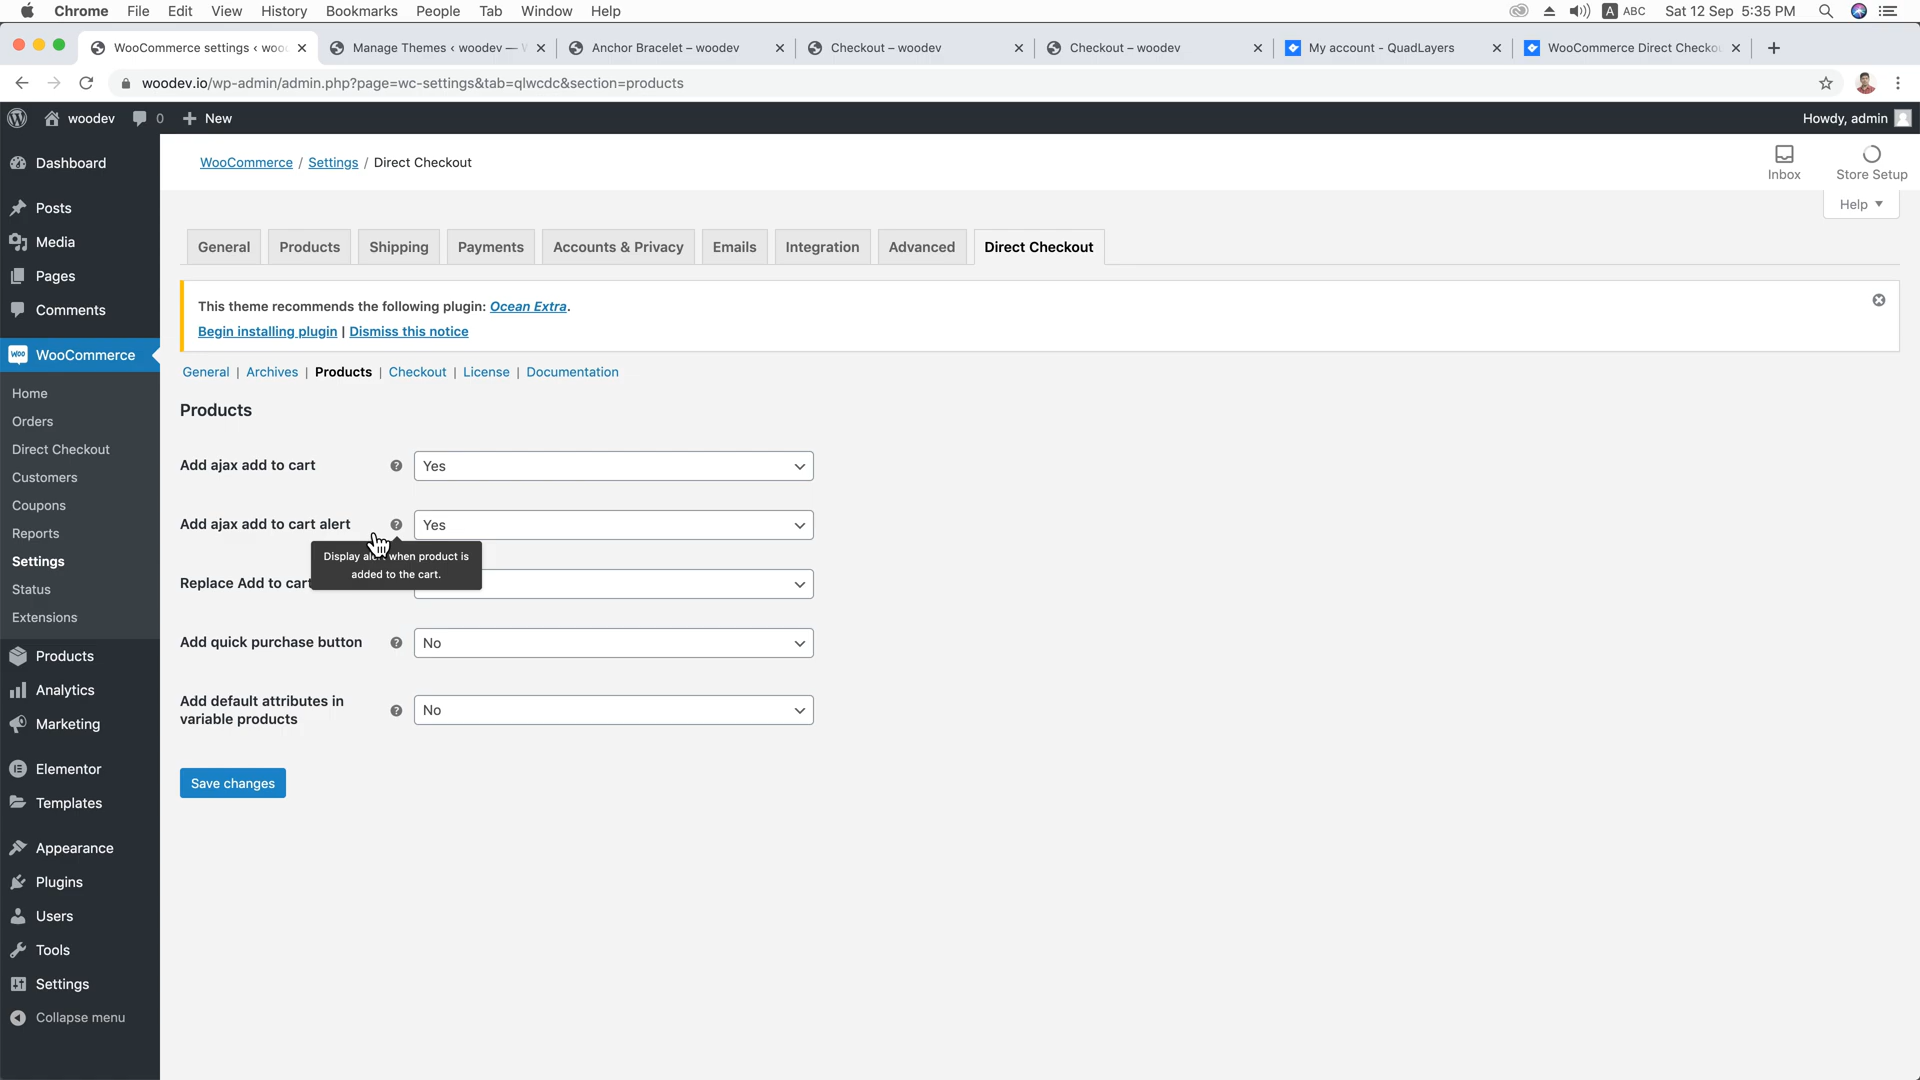 Chrome File Edit View History Bookmarks People Tab Window Help
A ABC Sat 12 Sep 5:35 PM
WooCommerce settings ‹ woo
Manage Themes ‹ woodev —
Anchor Bracelet – woodev
Checkout – woodev
Checkout – woodev
My account - QuadLayers
WooCommerce Direct Checko
woodev.io/wp-admin/admin.php?page=wc-settings&tab=qlwcdc&section=products
woodev 0 New
Howdy, admin
Dashboard
Posts
Media
Pages
Comments
Woo WooCommerce
Home
Orders
Direct Checkout
Customers
Coupons
Reports
Settings
Status
Extensions
Products
Analytics
Marketing
Elementor
Templates
Appearance
Plugins
Users
Tools
Settings
Collapse menu
WooCommerce / Settings / Direct Checkout
Inbox
Store Setup
Help ▼
General Products Shipping Payments Accounts & Privacy Emails Integration Advanced Direct Checkout
This theme recommends the following plugin: Ocean Extra.
Begin installing plugin | Dismiss this notice
General | Archives | Products | Checkout | License | Documentation
Products
Add ajax add to cart ? Yes
Add ajax add to cart alert ? Yes
Display when product is
added to the cart.
Replace Add to cart
Add quick purchase button ? No
Add default attributes in
variable products ? No
Save changes